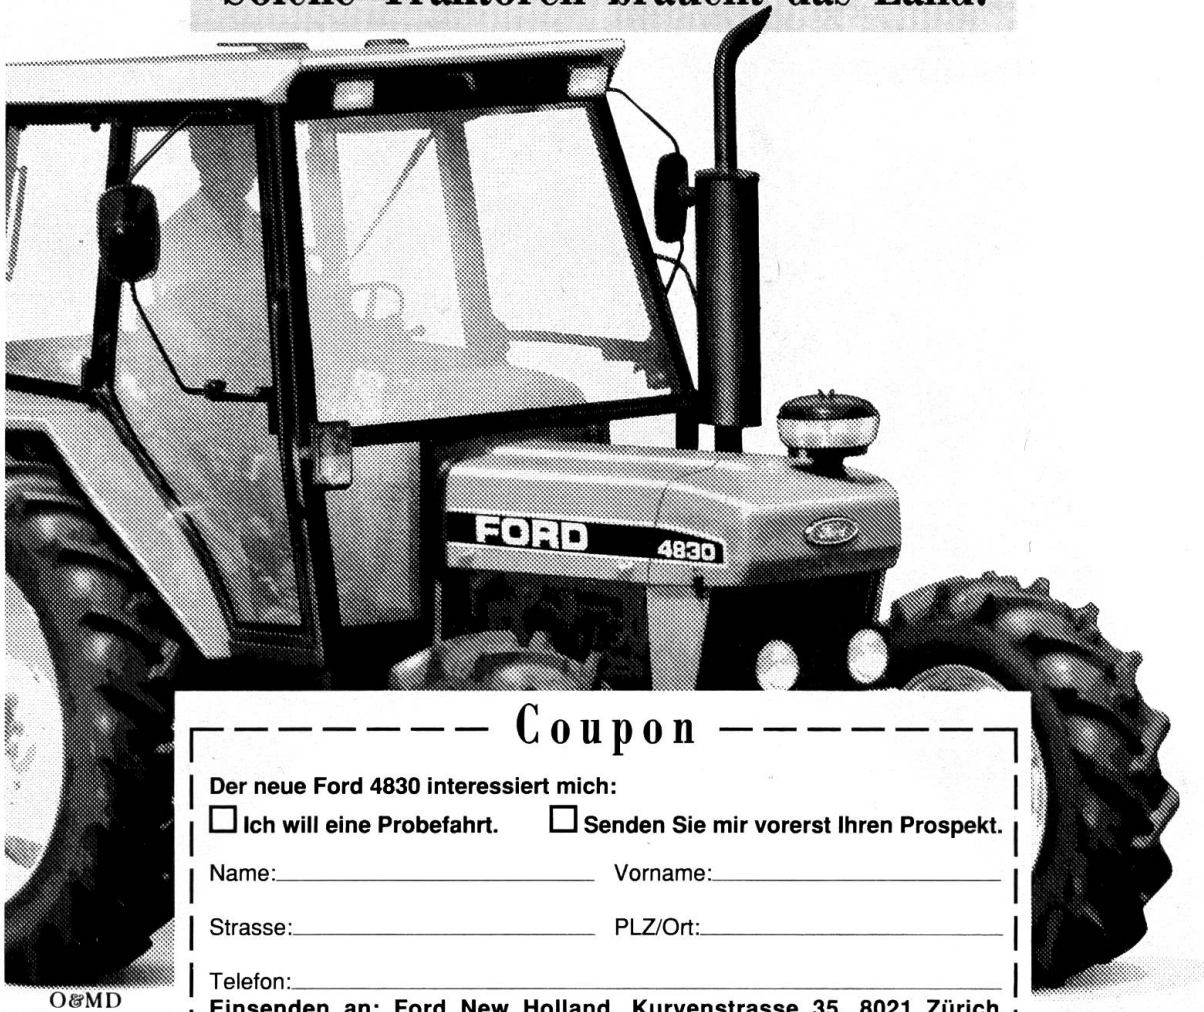 Solche Traktoren braucht das Land.
FORD
4830
Coupon
Der neue Ford 4830 interessiert mich:
Ich will eine Probefahrt. Senden Sie mir vorerst Ihren Prospekt.
Name: Vorname:
Strasse: PLZ/Ort:
Telefon:
O&MD
Einsenden an: Ford New Holland, Kurvenstrasse 35, 8021 Zürich